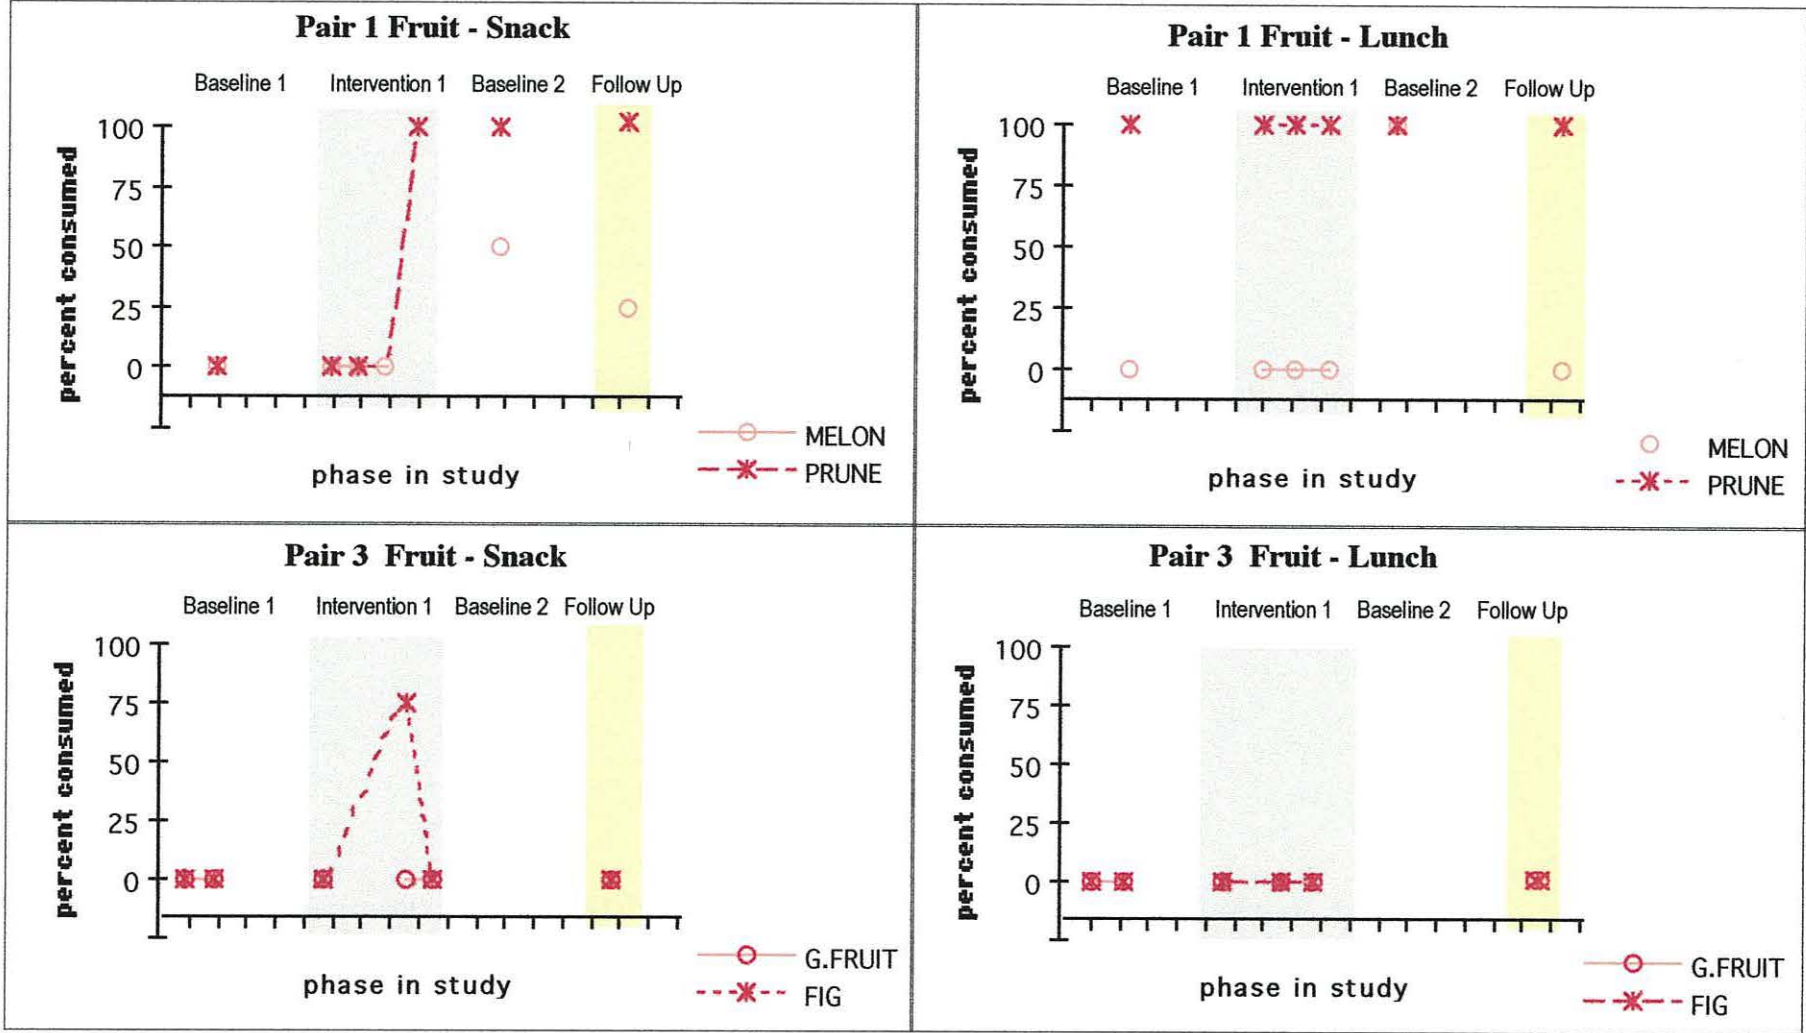 Pair 1 Fruit - Snack
Baseline 1 Intervention 1 Baseline 2 Follow Up
100
75
50
25
0
percent consumed
phase in study
MELON
PRUNE
Pair 1 Fruit - Lunch
Baseline 1 Intervention 1 Baseline 2 Follow Up
100
75
50
25
0
percent consumed
phase in study
MELON
PRUNE
Pair 3 Fruit - Snack
Baseline 1 Intervention 1 Baseline 2 Follow Up
100
75
50
25
0
percent consumed
phase in study
G.FRUIT
FIG
Pair 3 Fruit - Lunch
Baseline 1 Intervention 1 Baseline 2 Follow Up
100
75
50
25
0
percent consumed
phase in study
G.FRUIT
FIG